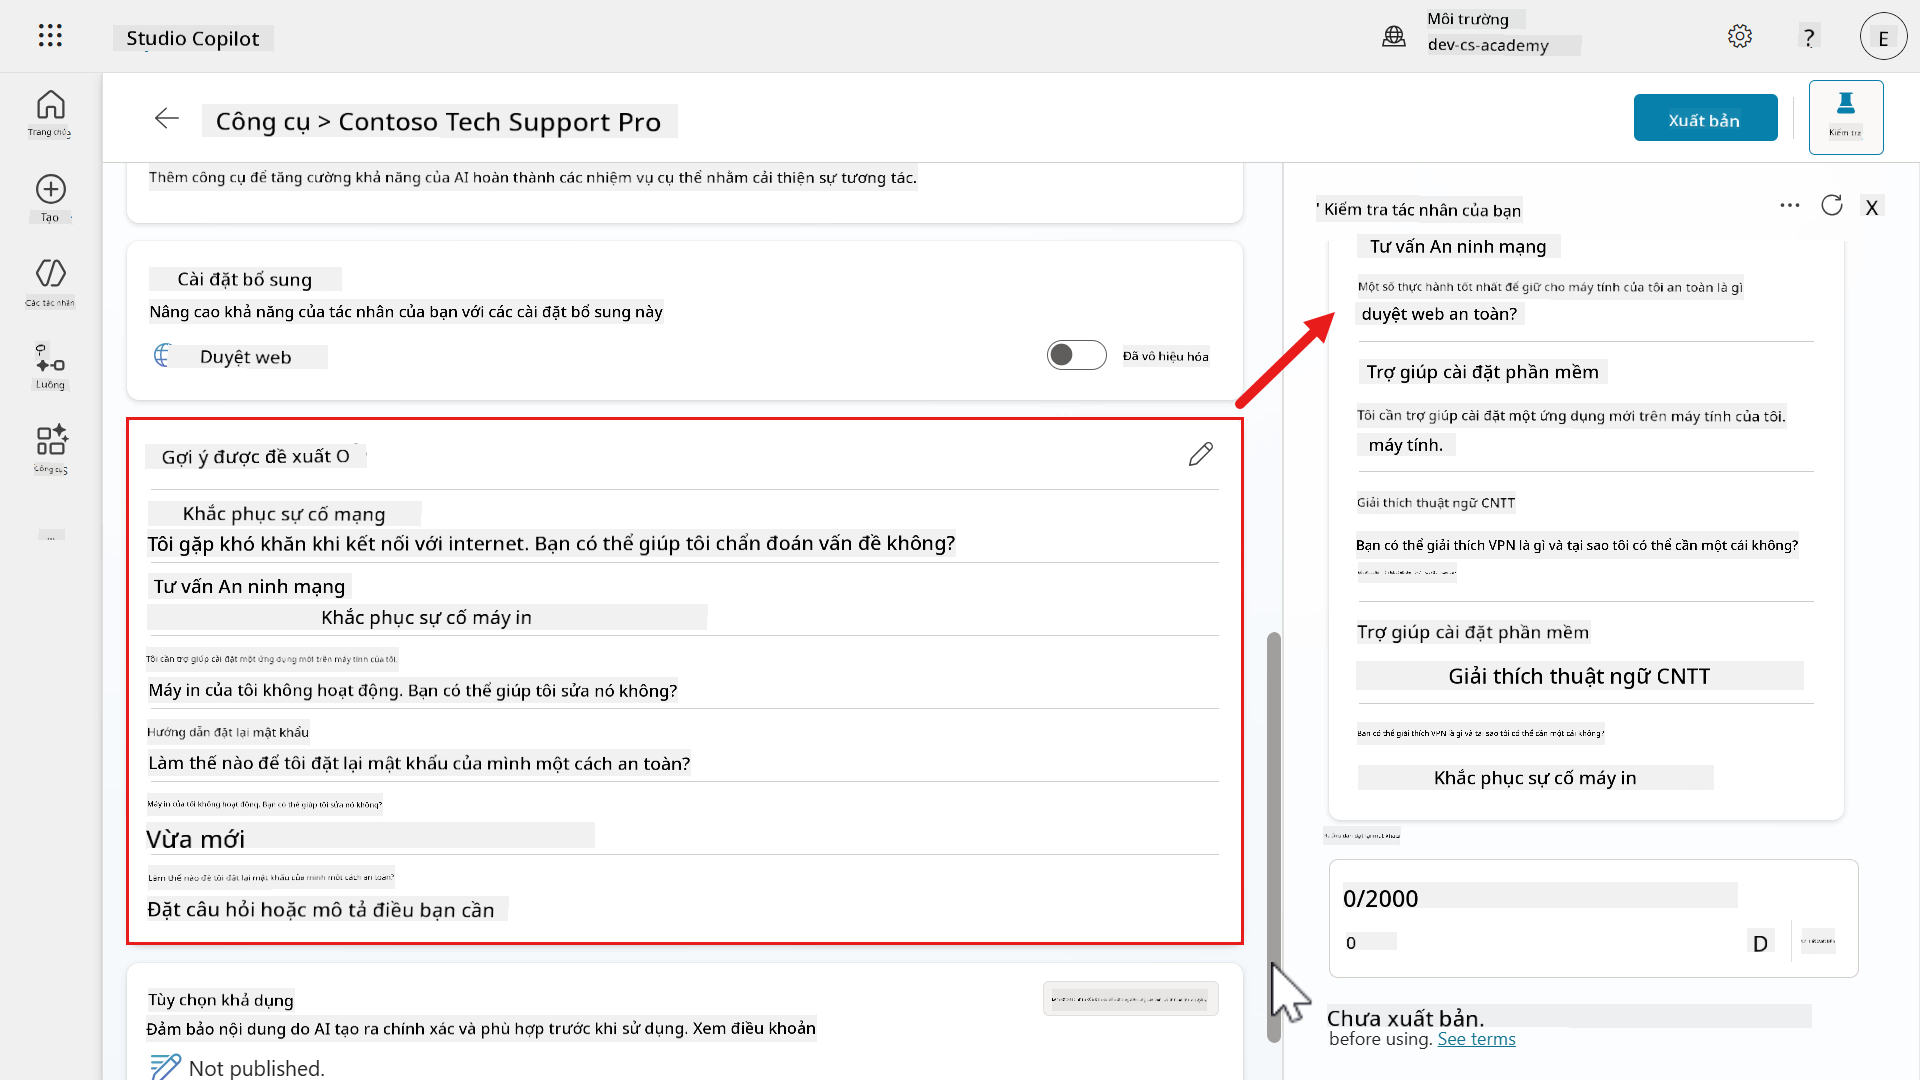 Studio Copilot
Môi trường
dev-cs-academy
?
E
Trang chủ
Tạo
Các tác nhân
Luồng
Công cụ
...
Công cụ > Contoso Tech Support Pro
Xuất bản
Kiểm tra
Thêm công cụ để tăng cường khả năng của AI hoàn thành các nhiệm vụ cụ thể nhằm cải thiện sự tương tác.
Cài đặt bổ sung
Nâng cao khả năng của tác nhân của bạn với các cài đặt bổ sung này
Duyệt web
Đã vô hiệu hóa
Gợi ý được đề xuất O
Khắc phục sự cố mạng
Tôi gặp khó khăn khi kết nối với internet. Bạn có thể giúp tôi chẩn đoán vấn đề không?
Tư vấn An ninh mạng
Khắc phục sự cố máy in
Tôi cần trợ giúp cài đặt một ứng dụng mới trên máy tính của tôi.
Máy in của tôi không hoạt động. Bạn có thể giúp tôi sửa nó không?
Hướng dẫn đặt lại mật khẩu
Làm thế nào để tôi đặt lại mật khẩu của mình một cách an toàn?
Máy in của tôi không hoạt động. Bạn có thể giúp tôi sửa nó không?
Vừa mới
Làm thế nào để tôi đặt lại mật khẩu của mình một cách an toàn?
Đặt câu hỏi hoặc mô tả điều bạn cần
Tùy chọn khả dụng
Đảm bảo nội dung do AI tạo ra chính xác và phù hợp trước khi sử dụng. Xem điều khoản
Not published.
' Kiểm tra tác nhân của bạn
X
Tư vấn An ninh mạng
Một số thực hành tốt nhất để giữ cho máy tính của tôi an toàn là gì
duyệt web an toàn?
Trợ giúp cài đặt phần mềm
Tôi cần trợ giúp cài đặt một ứng dụng mới trên máy tính của tôi.
máy tính.
Giải thích thuật ngữ CNTT
Bạn có thể giải thích VPN là gì và tại sao tôi có thể cần một cái không?
Trợ giúp cài đặt phần mềm
Giải thích thuật ngữ CNTT
Bạn có thể giải thích VPN là gì và tại sao tôi có thể cần một cái không?
Khắc phục sự cố máy in
Hướng dẫn đặt lại mật khẩu
0/2000
0
D
Chưa xuất bản.
before using. See terms